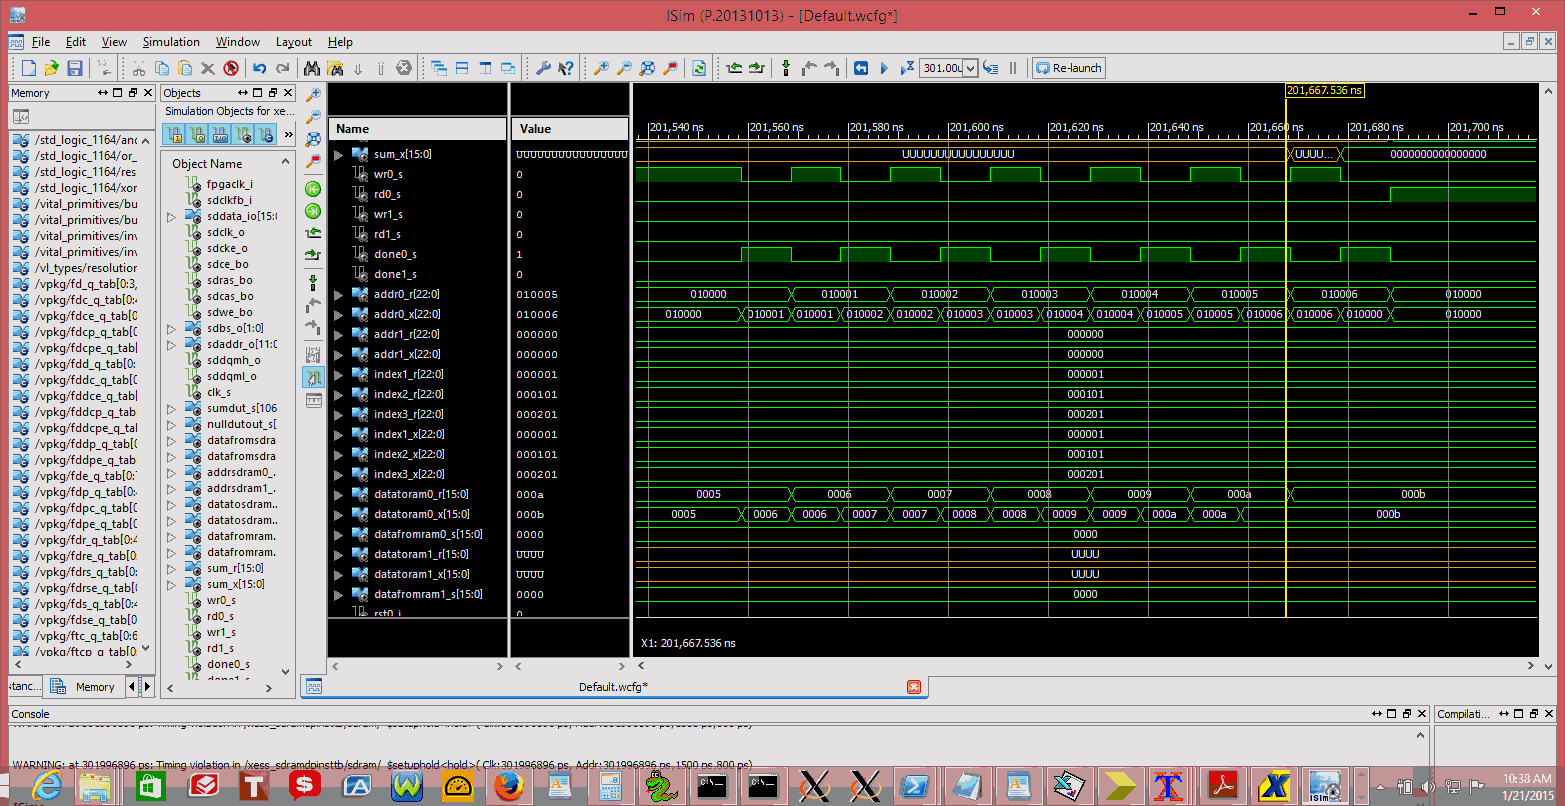 ISim (P.20131013) - [Default.wcfg*]
File Edit View Simulation Window Layout Help
301.00u Re-launch
Memory
/std_logic_1164/and
/std_logic_1164/or_
/std_logic_1164/res
/std_logic_1164/xor
/vital_primitives/bu
/vital_primitives/bu
/vital_primitives/inv
/vital_primitives/inv
/vl_types/resolution
/vpkg/fd_q_tab[0:3,
/vpkg/fdc_q_tab[0:
/vpkg/fdce_q_tab[0
/vpkg/fdcp_q_tab[0
/vpkg/fdcpe_q_tab[
/vpkg/fdd_q_tab[0:
/vpkg/fddc_q_tab[0
/vpkg/fddce_q_tab[
/vpkg/fddcp_q_tab[
/vpkg/fddcpe_q_tab
/vpkg/fddp_q_tab[0
/vpkg/fddpe_q_tab[
/vpkg/fde_q_tab[0:
/vpkg/fdp_q_tab[0:
/vpkg/fdpc_q_tab[0
/vpkg/fdpe_q_tab[0
/vpkg/fdr_q_tab[0:4
/vpkg/fdre_q_tab[0:
/vpkg/fdrs_q_tab[0:
/vpkg/fdrse_q_tab[0
/vpkg/fds_q_tab[0:4
/vpkg/fdse_q_tab[0
/vpkg/ftc_q_tab[0:6
/vpkg/ftcp_q_tab[0:
stanc... Memory
Objects
Simulation Objects for xe...
»
Object Name
fpgaclk_i
sdclkfb_i
sddata_io[15:0
sdclk_o
sdcke_o
sdce_bo
sdras_bo
sdcas_bo
sdwe_bo
sdbs_o[1:0]
sdaddr_o[11:0
sddqmh_o
sddqml_o
clk_s
sumdut_s[106
nulldutout_s[
datafromsdra
datafromsdra
addrsdram0_.
addrsdram1_.
datatosdram.
datatosdram.
datafromram.
datafromram.
sum_r[15:0]
sum_x[15:0]
wr0_s
rd0_s
wr1_s
rd1_s
done0_s
done1_s
Name Value
sum_x[15:0] UUUUUUUUUUUUUUUU
wr0_s 0
rd0_s 0
wr1_s 0
rd1_s 0
done0_s 1
done1_s 0
addr0_r[22:0] 010005
addr0_x[22:0] 010006
addr1_r[22:0] 000000
addr1_x[22:0] 000000
index1_r[22:0] 000001
index2_r[22:0] 000101
index3_r[22:0] 000201
index1_x[22:0] 000001
index2_x[22:0] 000101
index3_x[22:0] 000201
datatoram0_r[15:0] 000a
datatoram0_x[15:0] 000b
datafromram0_s[15:0] 0000
datatoram1_r[15:0] UUUU
datatoram1_x[15:0] UUUU
datafromram1_s[15:0] 0000
rst0_i 0
201,667.536 ns
201,540 ns 201,560 ns 201,580 ns 201,600 ns 201,620 ns 201,640 ns 201,660 ns 201,680 ns 201,700 ns
UUUUUUUUUUUUUUUU UUUU... 0000000000000000
010000 010001 010002 010003 010004 010005 010006 010000
010000 010001 010001 010002 010002 010003 010003 010004 010004 010005 010005 010006 010006 010000 010000
000000
000000
000001
000101
000201
000001
000101
000201
0005 0006 0007 0008 0009 000a 000b
0005 0006 0006 0007 0007 0008 0008 0009 0009 000a 000a 000b
0000
UUUU
UUUU
0000
X1: 201,667.536 ns
Default.wcfg*
Console
WARNING: at 301996896 ps: Timing violation in /xess_sdramdpinsttb/sdram/ $setuphold<hold>( Clk:301996896 ps, Addr:301996896 ps,1500 ps,800 ps)
Compilati...
10:38 AM
1/21/2015